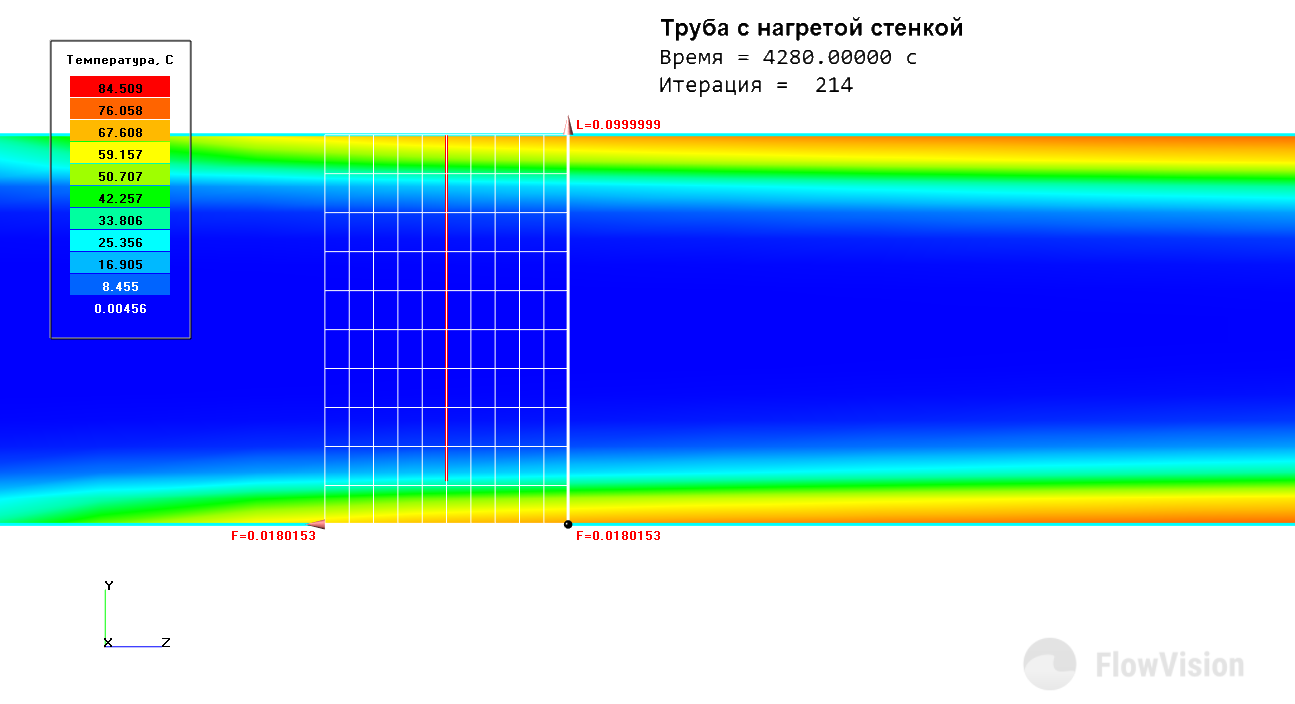 Труба с нагретой стенкой
Время = 4280.00000 с
Итерация =  214
Температура, C
84.509
76.058
67.608
59.157
50.707
42.257
33.806
25.356
16.905
8.455
0.00456
L=0.0999999
F=0.0180153
F=0.0180153
Y
X
Z
FlowVision